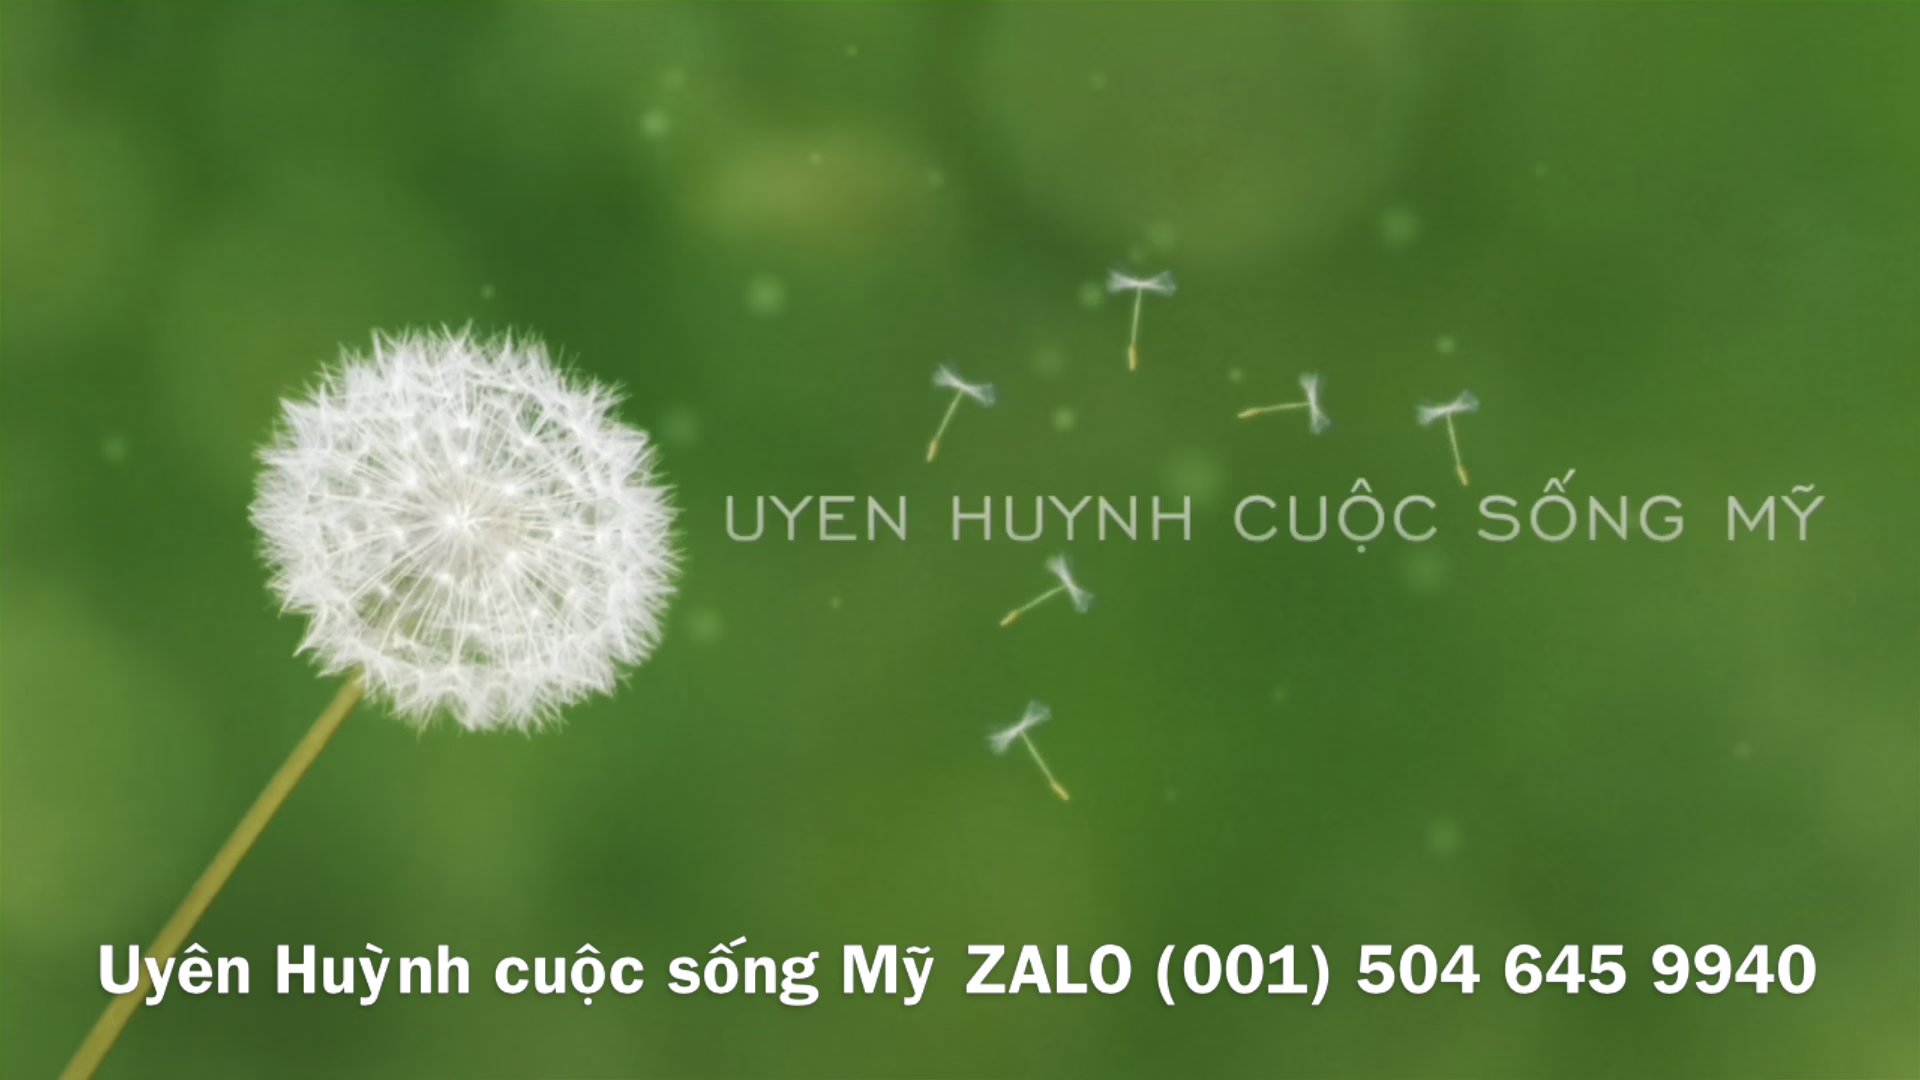 UYEN HUYNH CUỘC SỐNG MỸ
Uyên Huỳnh cuộc sống Mỹ ZALO (001) 504 645 9940